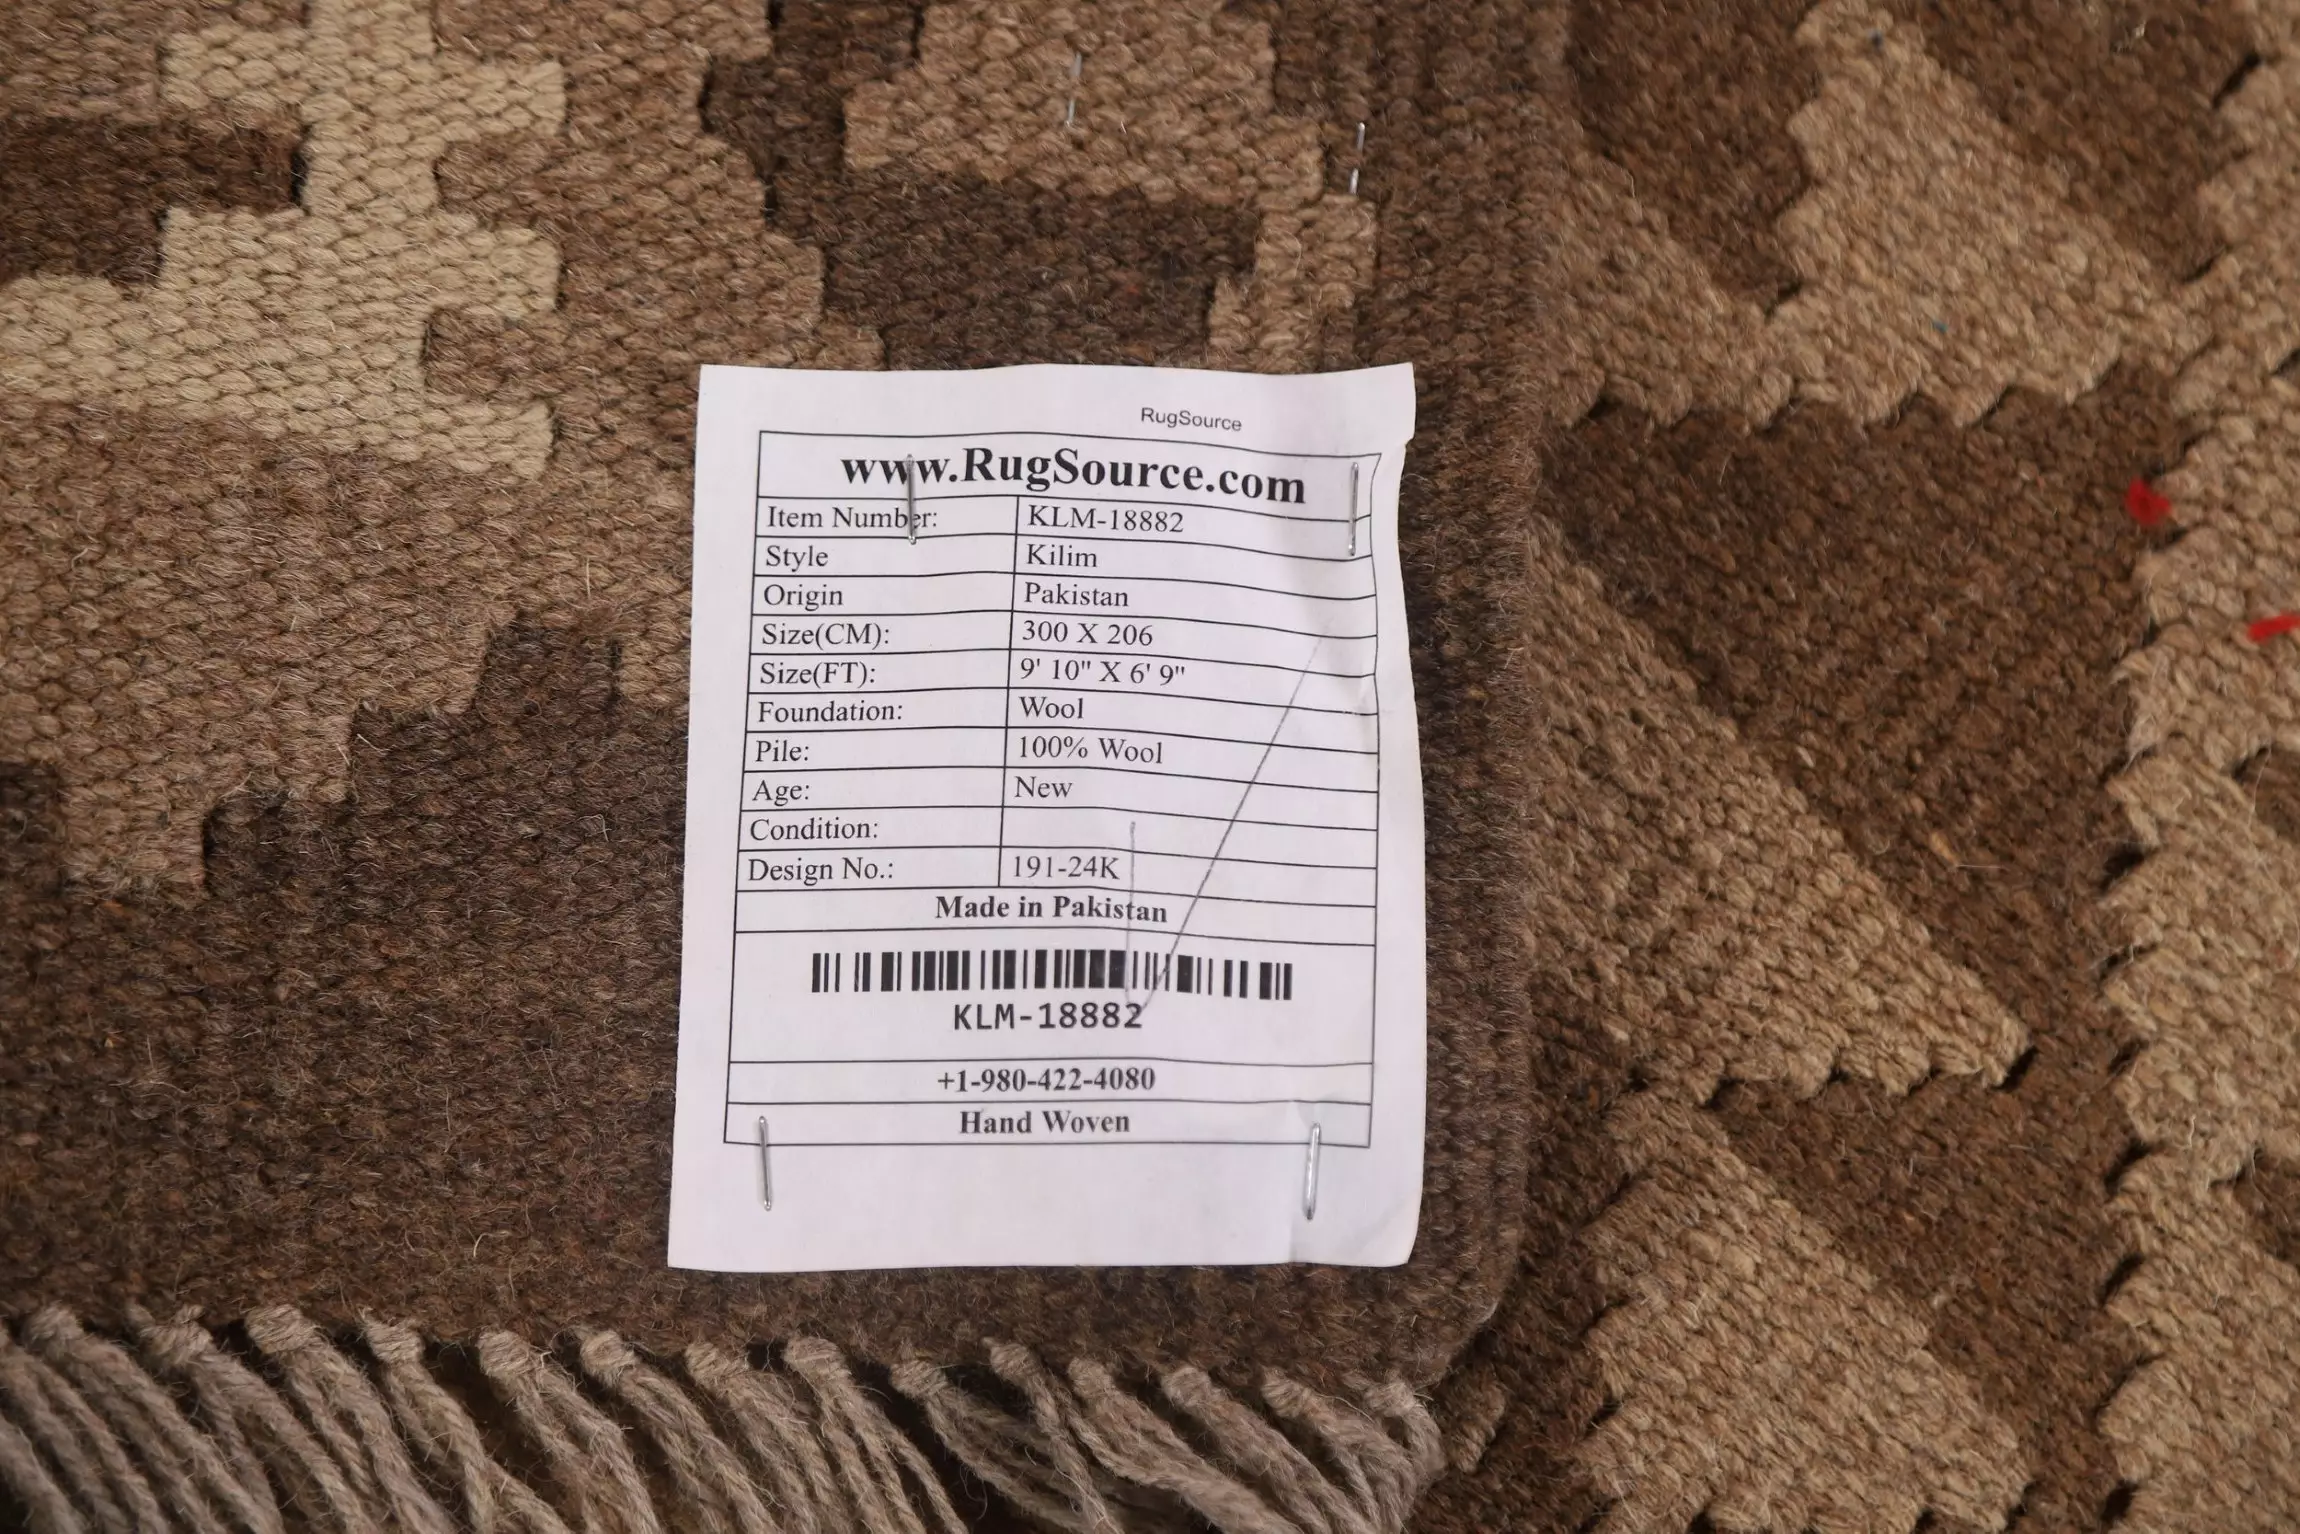 RugSource
www.RugSource.com
Item Number: KLM-18882
Style Kilim
Origin Pakistan
Size(CM): 300 X 206
Size(FT): 9' 10" X 6' 9"
Foundation: Wool
Pile: 100% Wool
Age: New
Condition:
Design No.: 191-24K
Made in Pakistan
KLM-18882
+1-980-422-4080
Hand Woven